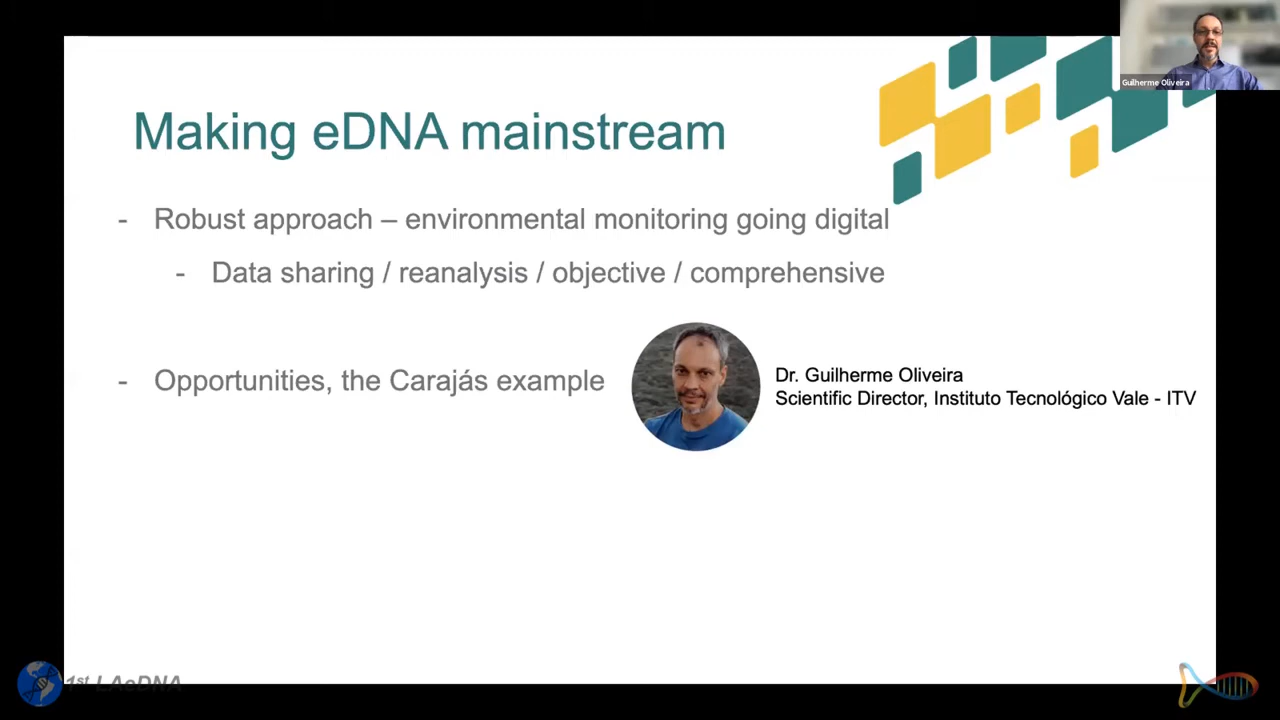 Guilherme Oliveira
Making eDNA mainstream
- Robust approach – environmental monitoring going digital
- Data sharing / reanalysis / objective / comprehensive
- Opportunities, the Carajás example
Dr. Guilherme Oliveira
Scientific Director, Instituto Tecnológico Vale - ITV
1st LAeDNA